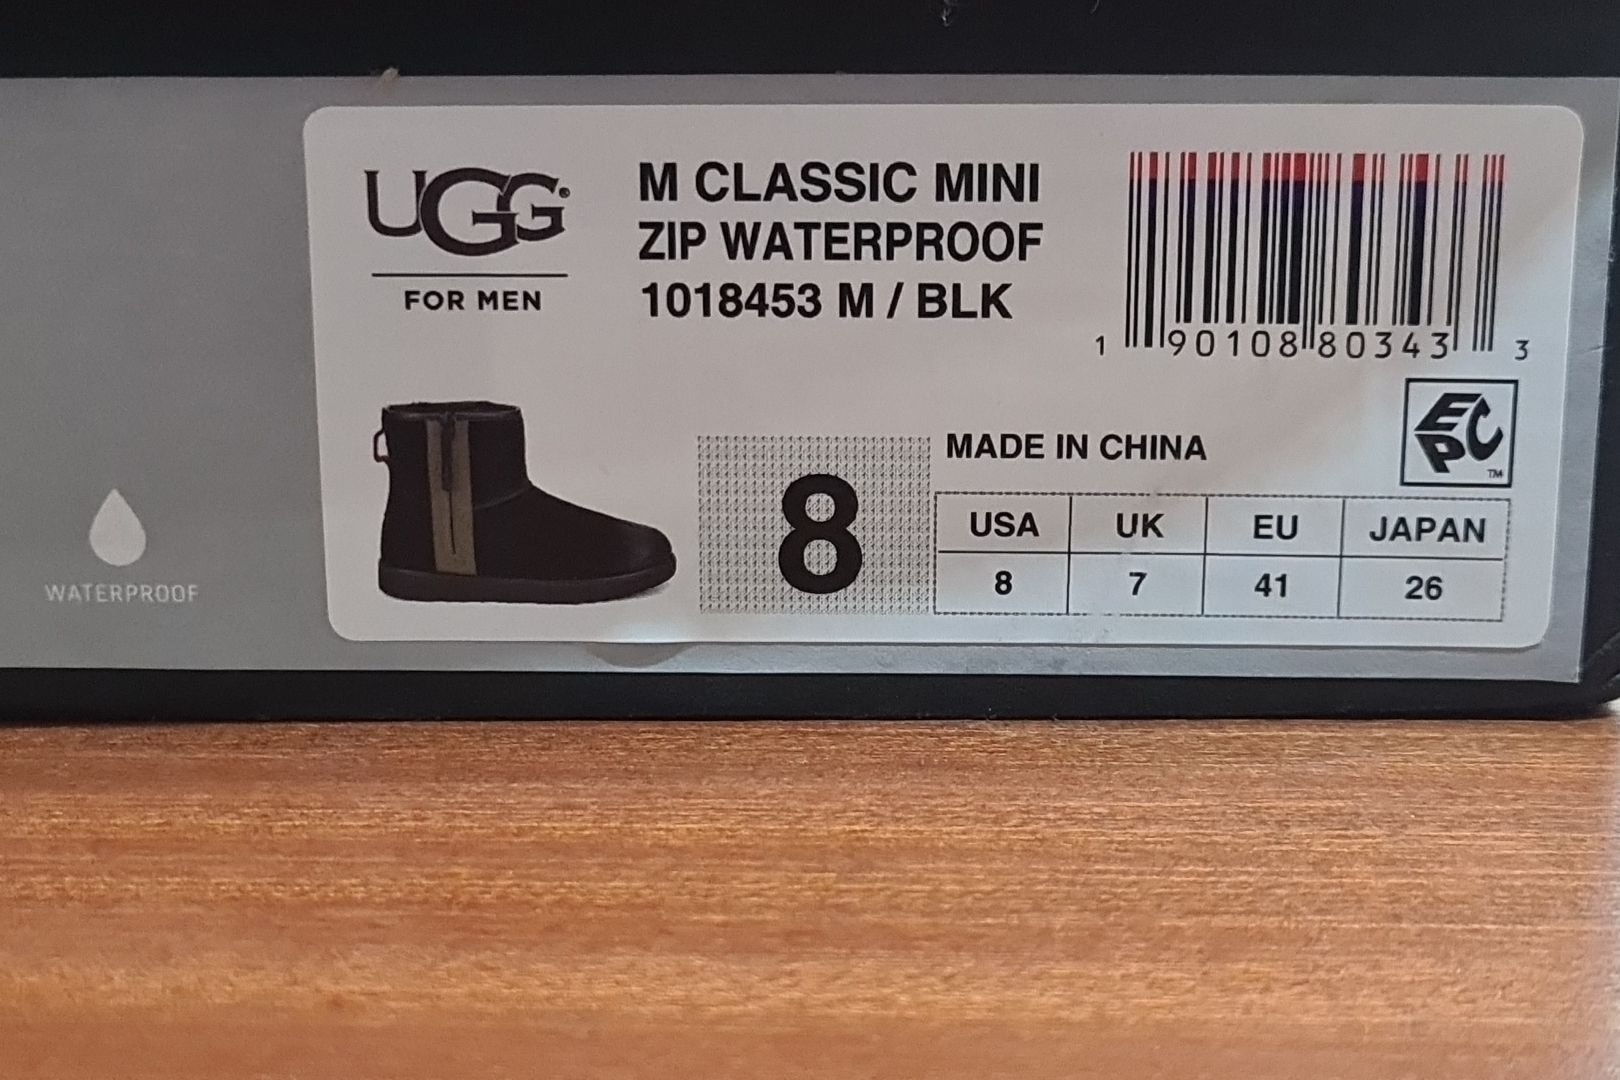 UGG®
FOR MEN
M CLASSIC MINI
ZIP WATERPROOF
1018453 M / BLK
1 90108 80343 3
EPC™
MADE IN CHINA
8
USA UK EU JAPAN
8 7 41 26
WATERPROOF